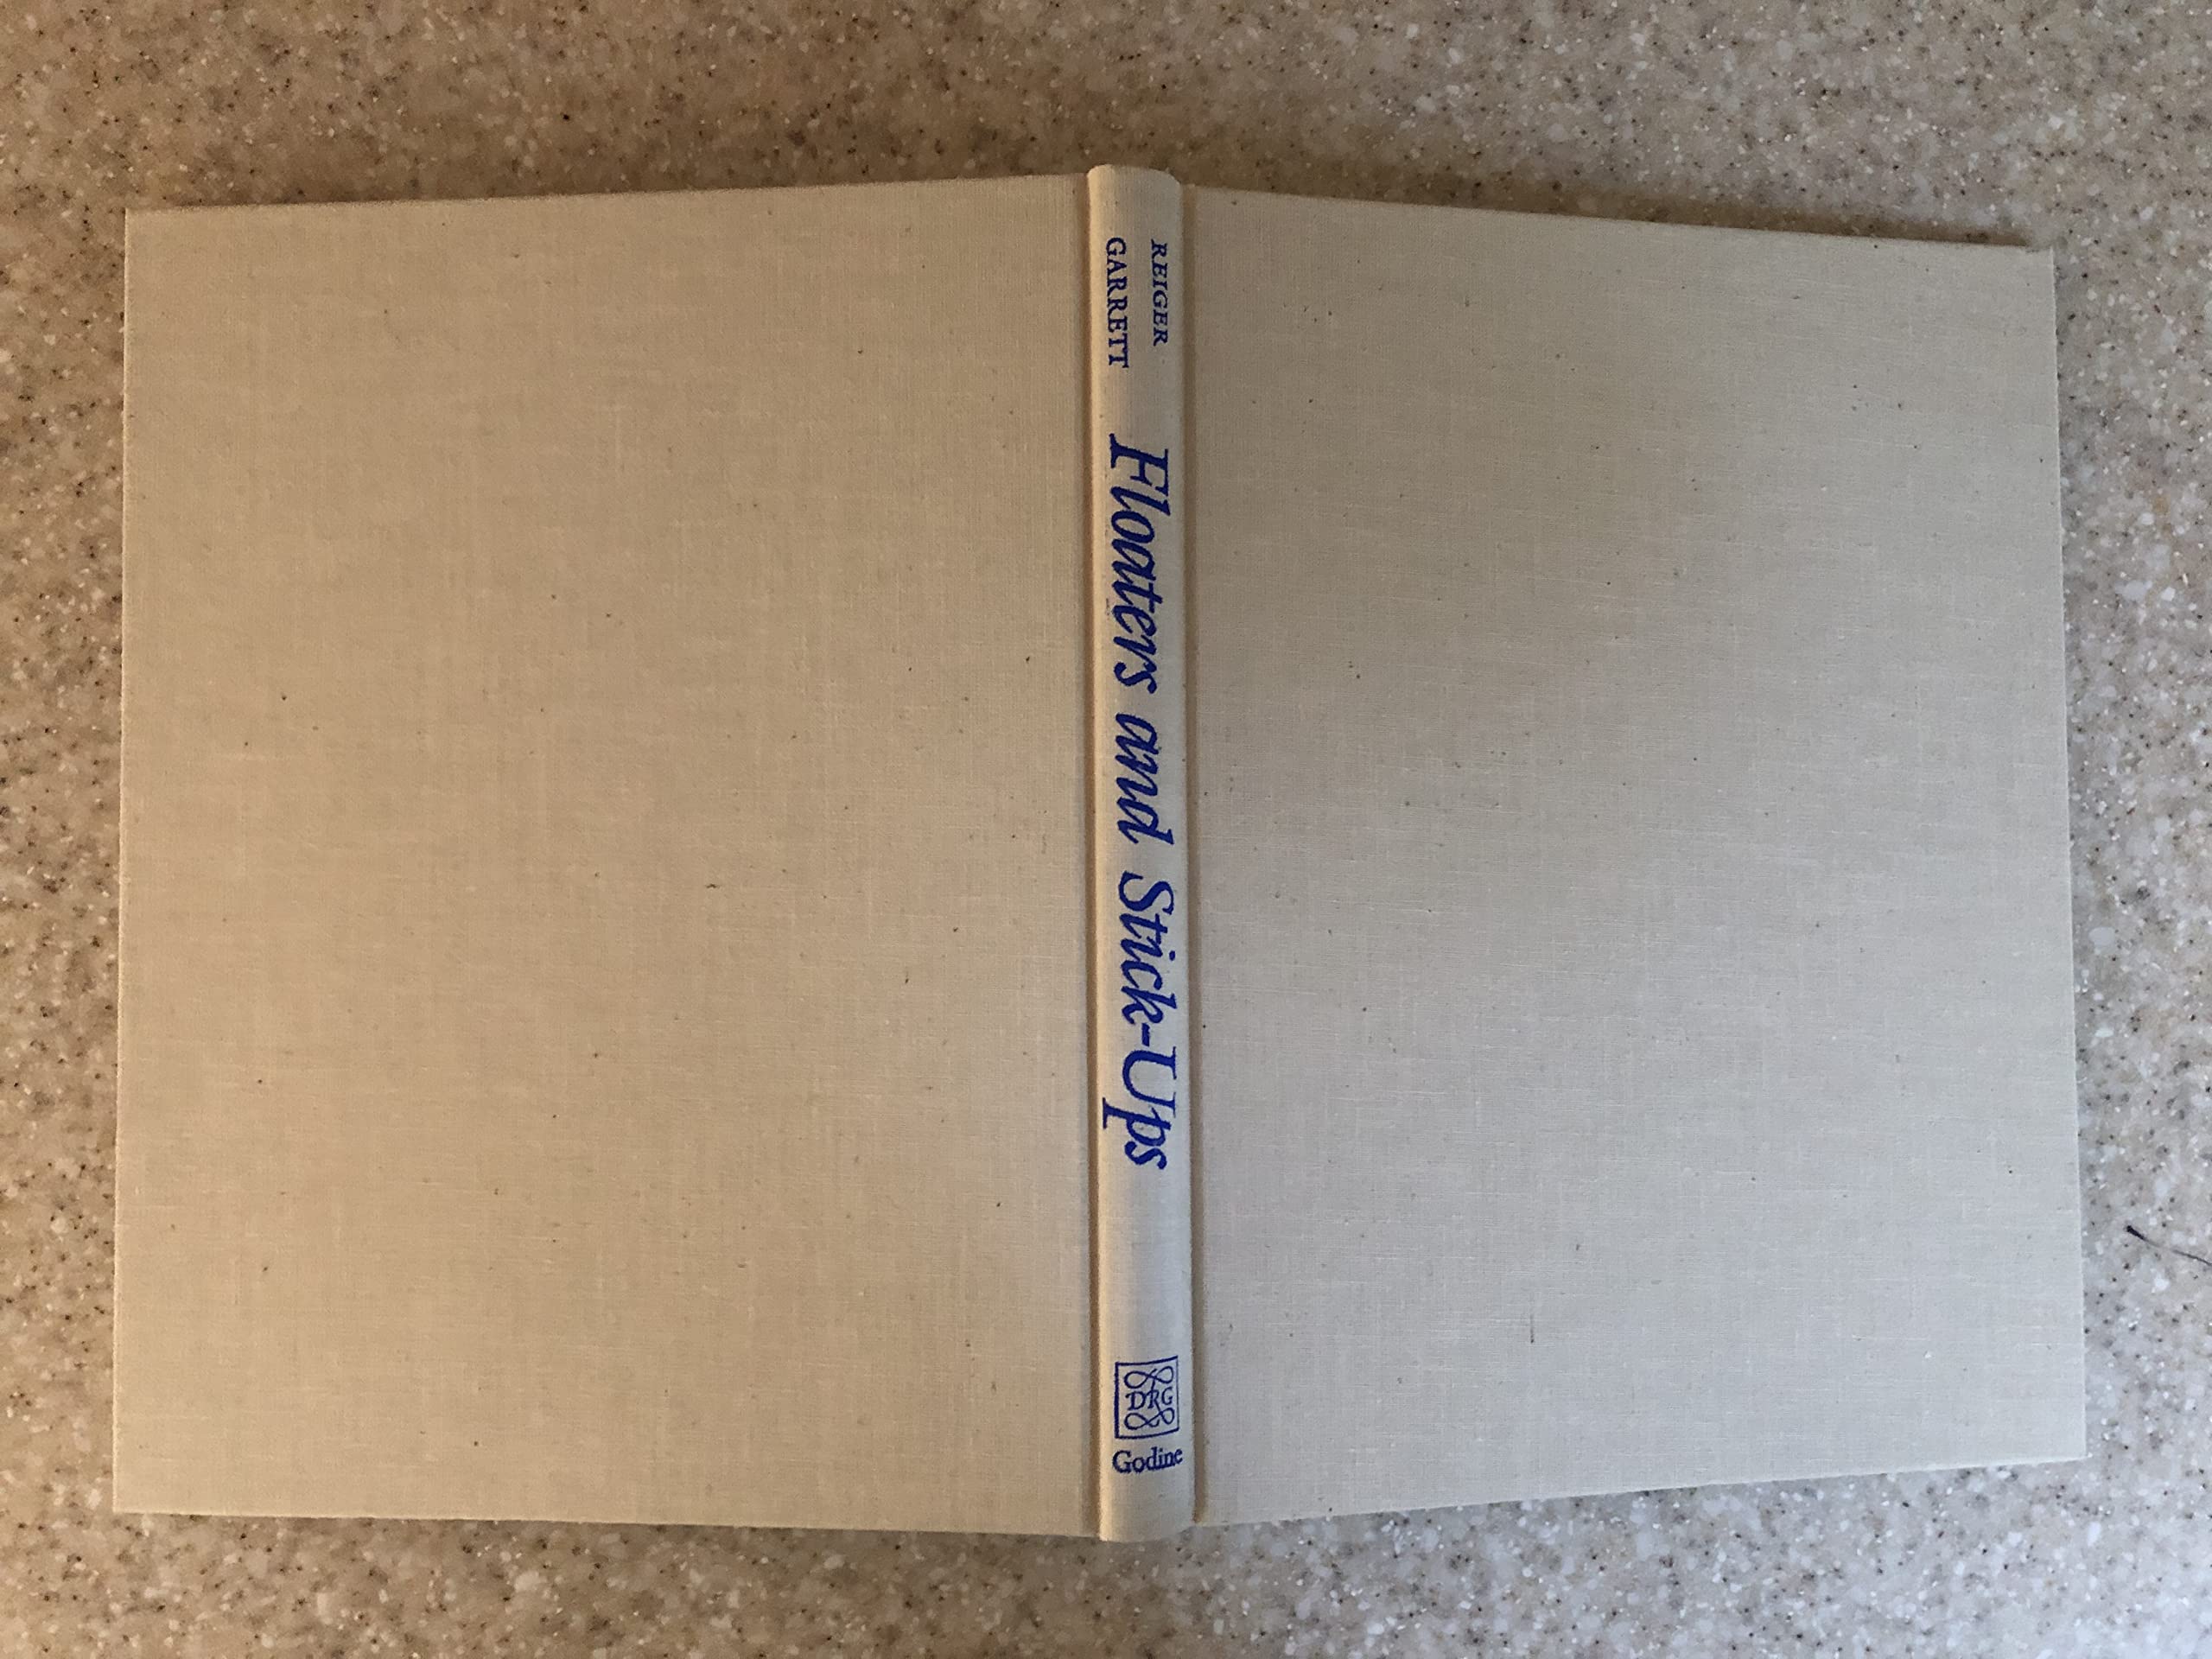 REIGER
GARRETT
Floaters and Stick-Ups
DRG
Godine